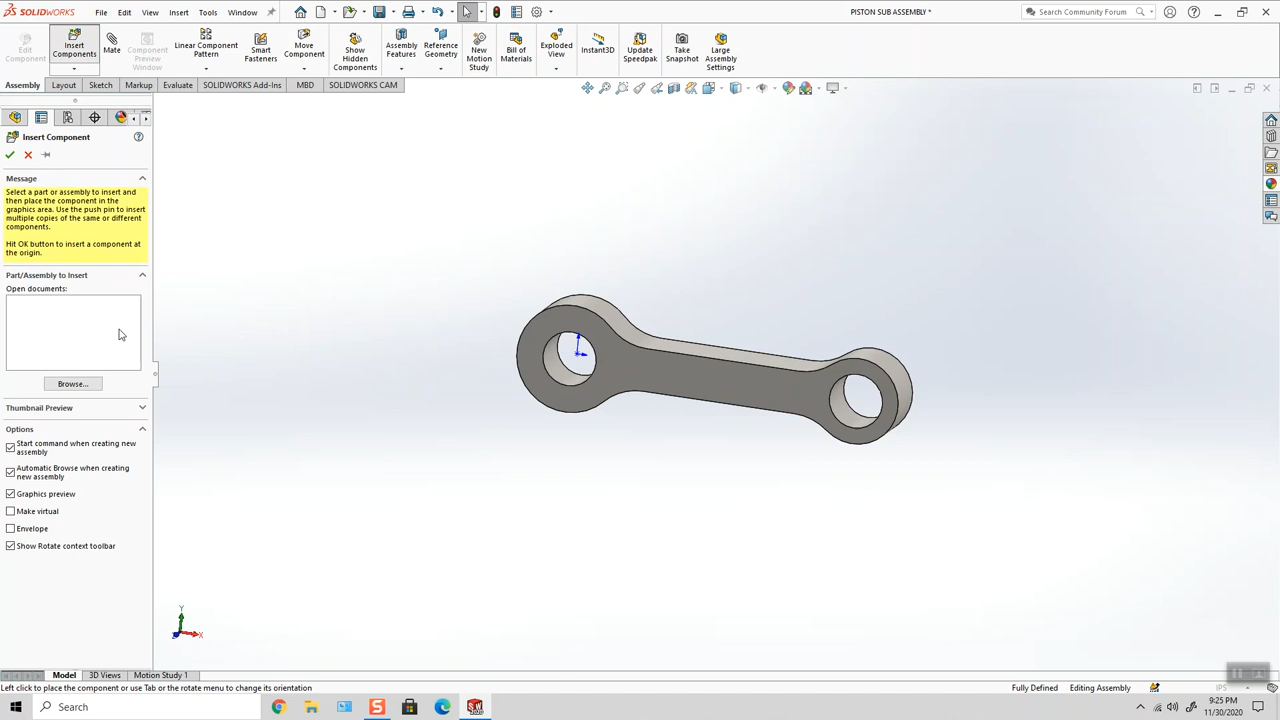 SOLIDWORKS
File Edit View Insert Tools Window
PISTON SUB ASSEMBLY *
Search Community Forum
Edit Component
Insert Components
Mate
Component Preview Window
Linear Component Pattern
Smart Fasteners
Move Component
Show Hidden Components
Assembly Features
Reference Geometry
New Motion Study
Bill of Materials
Exploded View
Instant3D
Update Speedpak
Take Snapshot
Large Assembly Settings
Assembly Layout Sketch Markup Evaluate SOLIDWORKS Add-Ins MBD SOLIDWORKS CAM
Insert Component
Message
Select a part or assembly to insert and
then place the component in the
graphics area. Use the push pin to insert
multiple copies of the same or different
components.
Hit OK button to insert a component at
the origin.
Part/Assembly to Insert
Open documents:
Browse...
Thumbnail Preview
Options
Start command when creating new
assembly
Automatic Browse when creating
new assembly
Graphics preview
Make virtual
Envelope
Show Rotate context toolbar
Y
X
Model 3D Views Motion Study 1
Left click to place the component or use Tab or the rotate menu to change its orientation
Fully Defined Editing Assembly IPS
Search
9:25 PM
11/30/2020